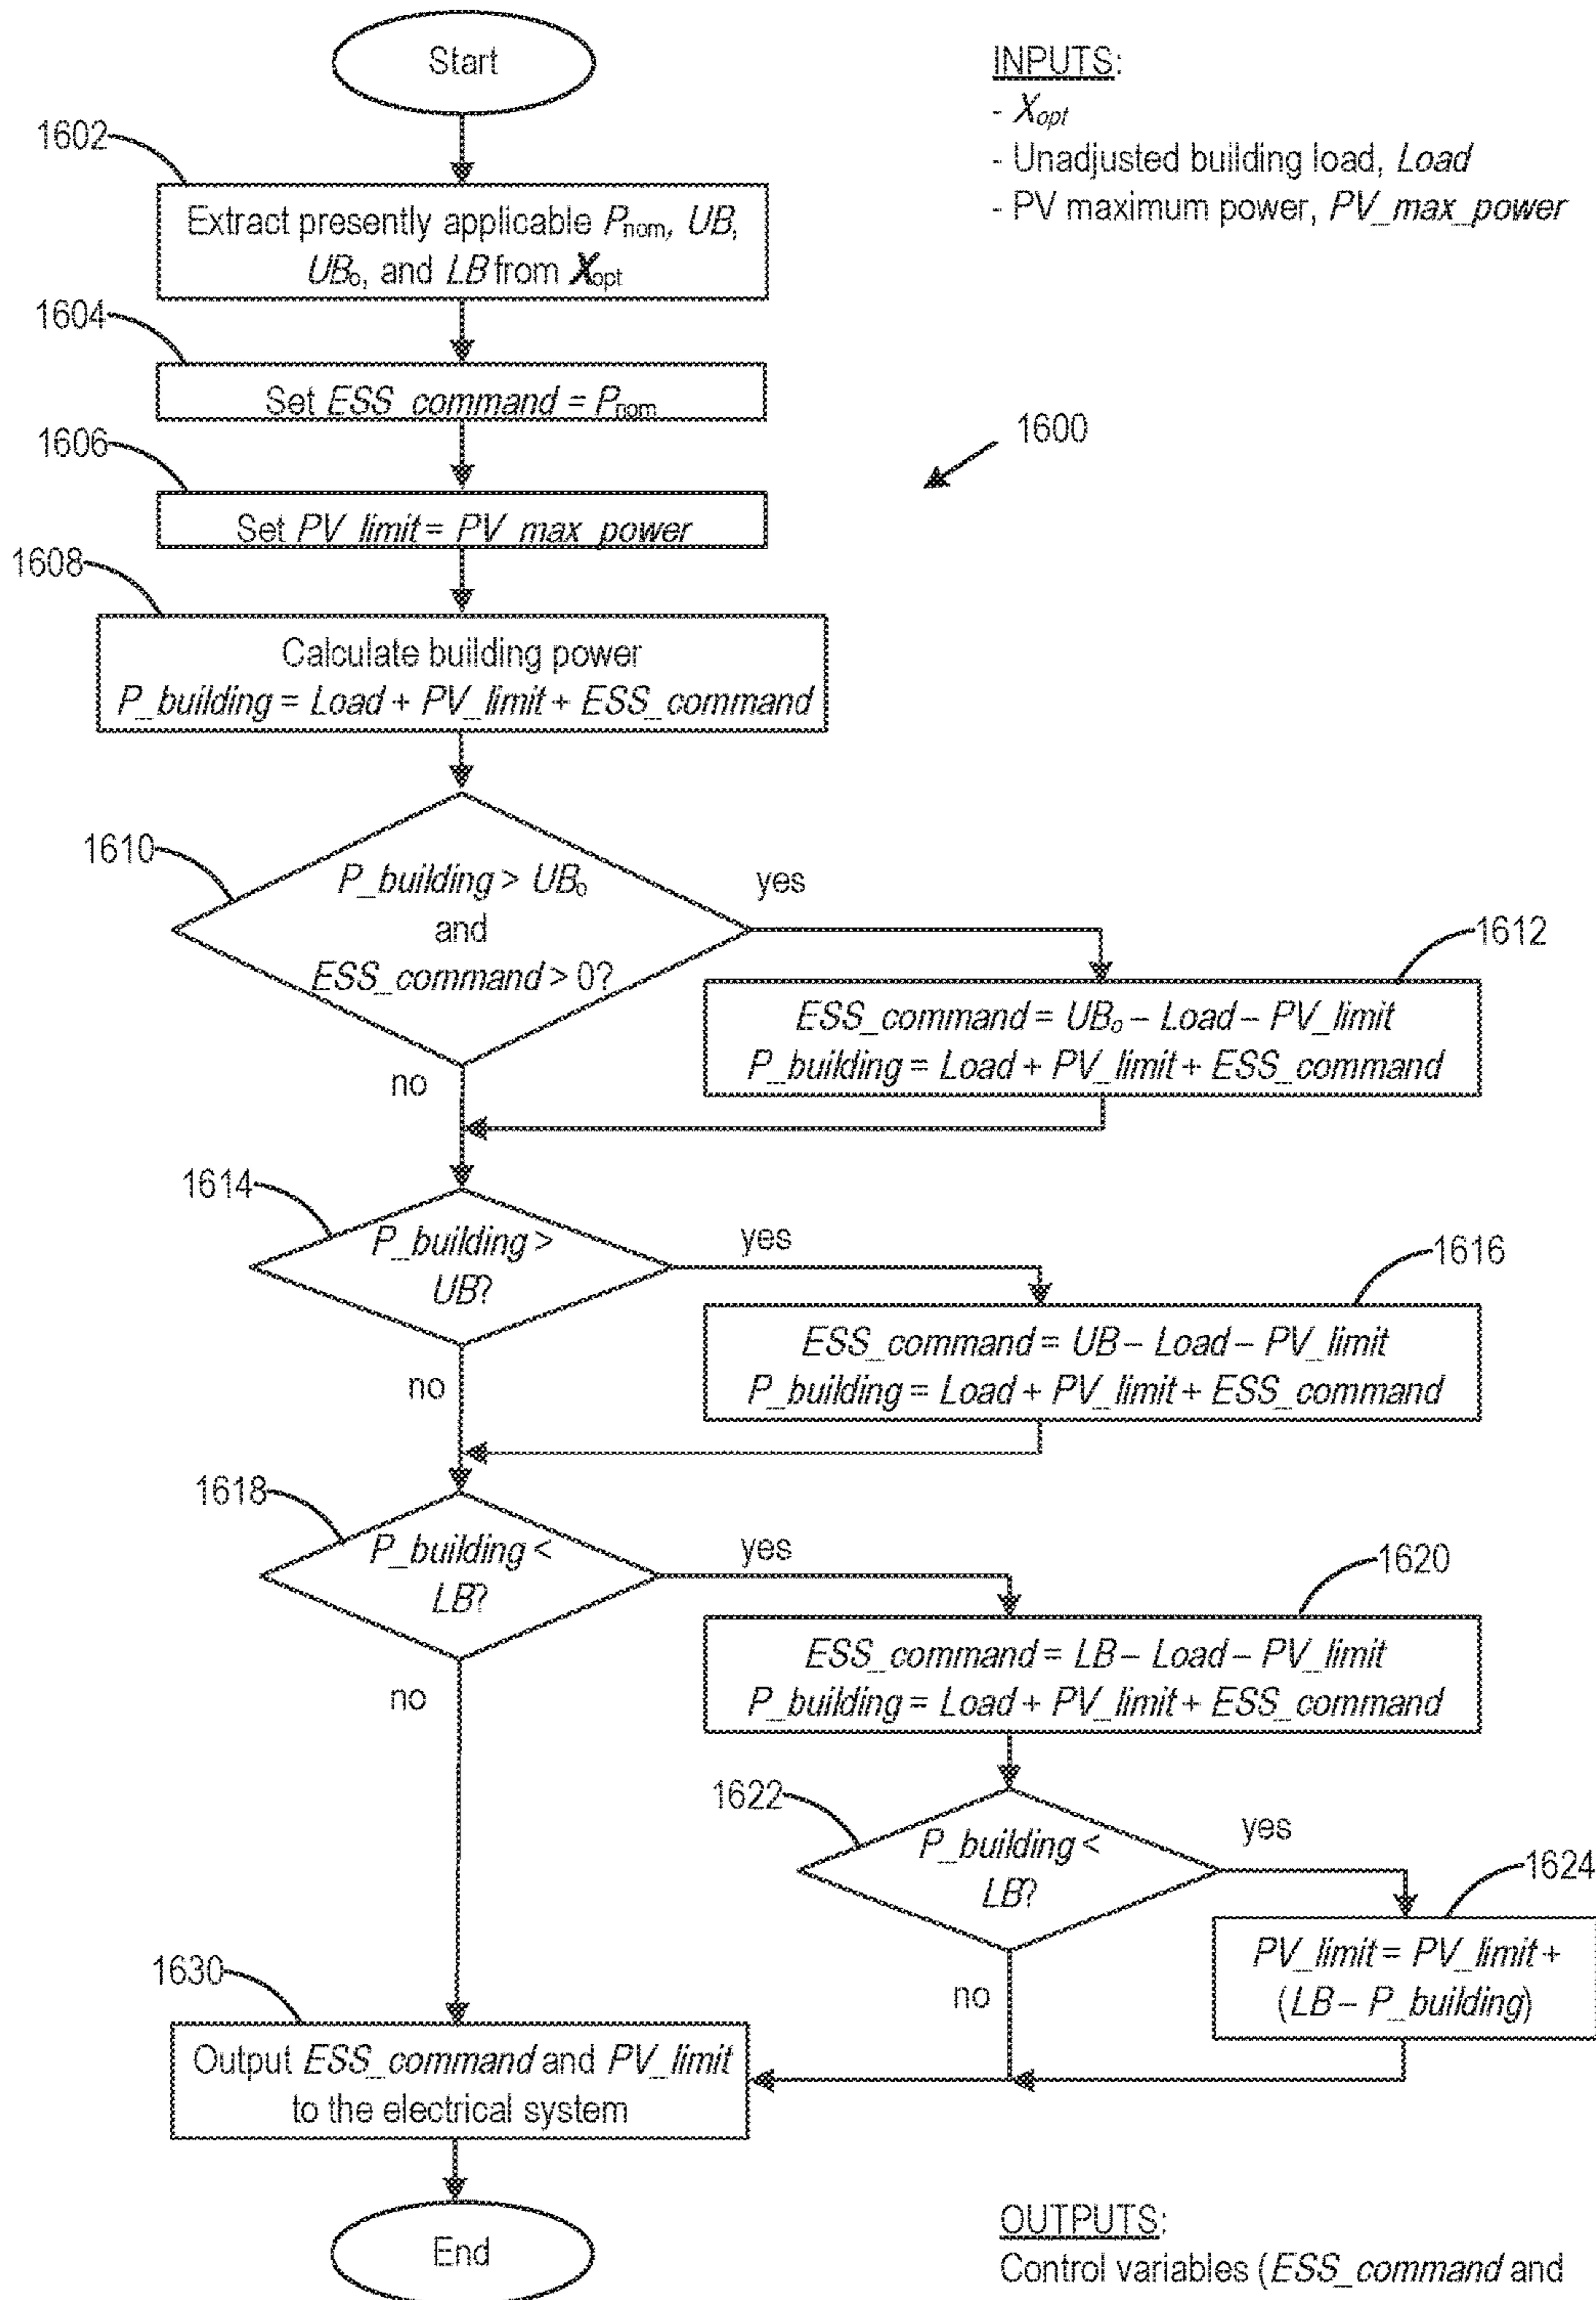 Start
INPUTS:
- Xopt
- Unadjusted building load, Load
- PV maximum power, PV_max_power
1602
Extract presently applicable Pnom, UB,
UBo, and LB from Xopt
1604
Set ESS_command = Pnom
1606
Set PV_limit = PV_max_power
1600
1608
Calculate building power
P_building = Load + PV_limit + ESS_command
1610
P_building > UBo
and
ESS_command > 0?
yes
no
1612
ESS_command = UBo – Load – PV_limit
P_building = Load + PV_limit + ESS_command
1614
P_building >
UB?
yes
no
1616
ESS_command = UB – Load – PV_limit
P_building = Load + PV_limit + ESS_command
1618
P_building <
LB?
yes
no
1620
ESS_command = LB – Load – PV_limit
P_building = Load + PV_limit + ESS_command
1622
P_building <
LB?
yes
no
1624
PV_limit = PV_limit +
(LB – P_building)
1630
Output ESS_command and PV_limit
to the electrical system
End
OUTPUTS:
Control variables (ESS_command and